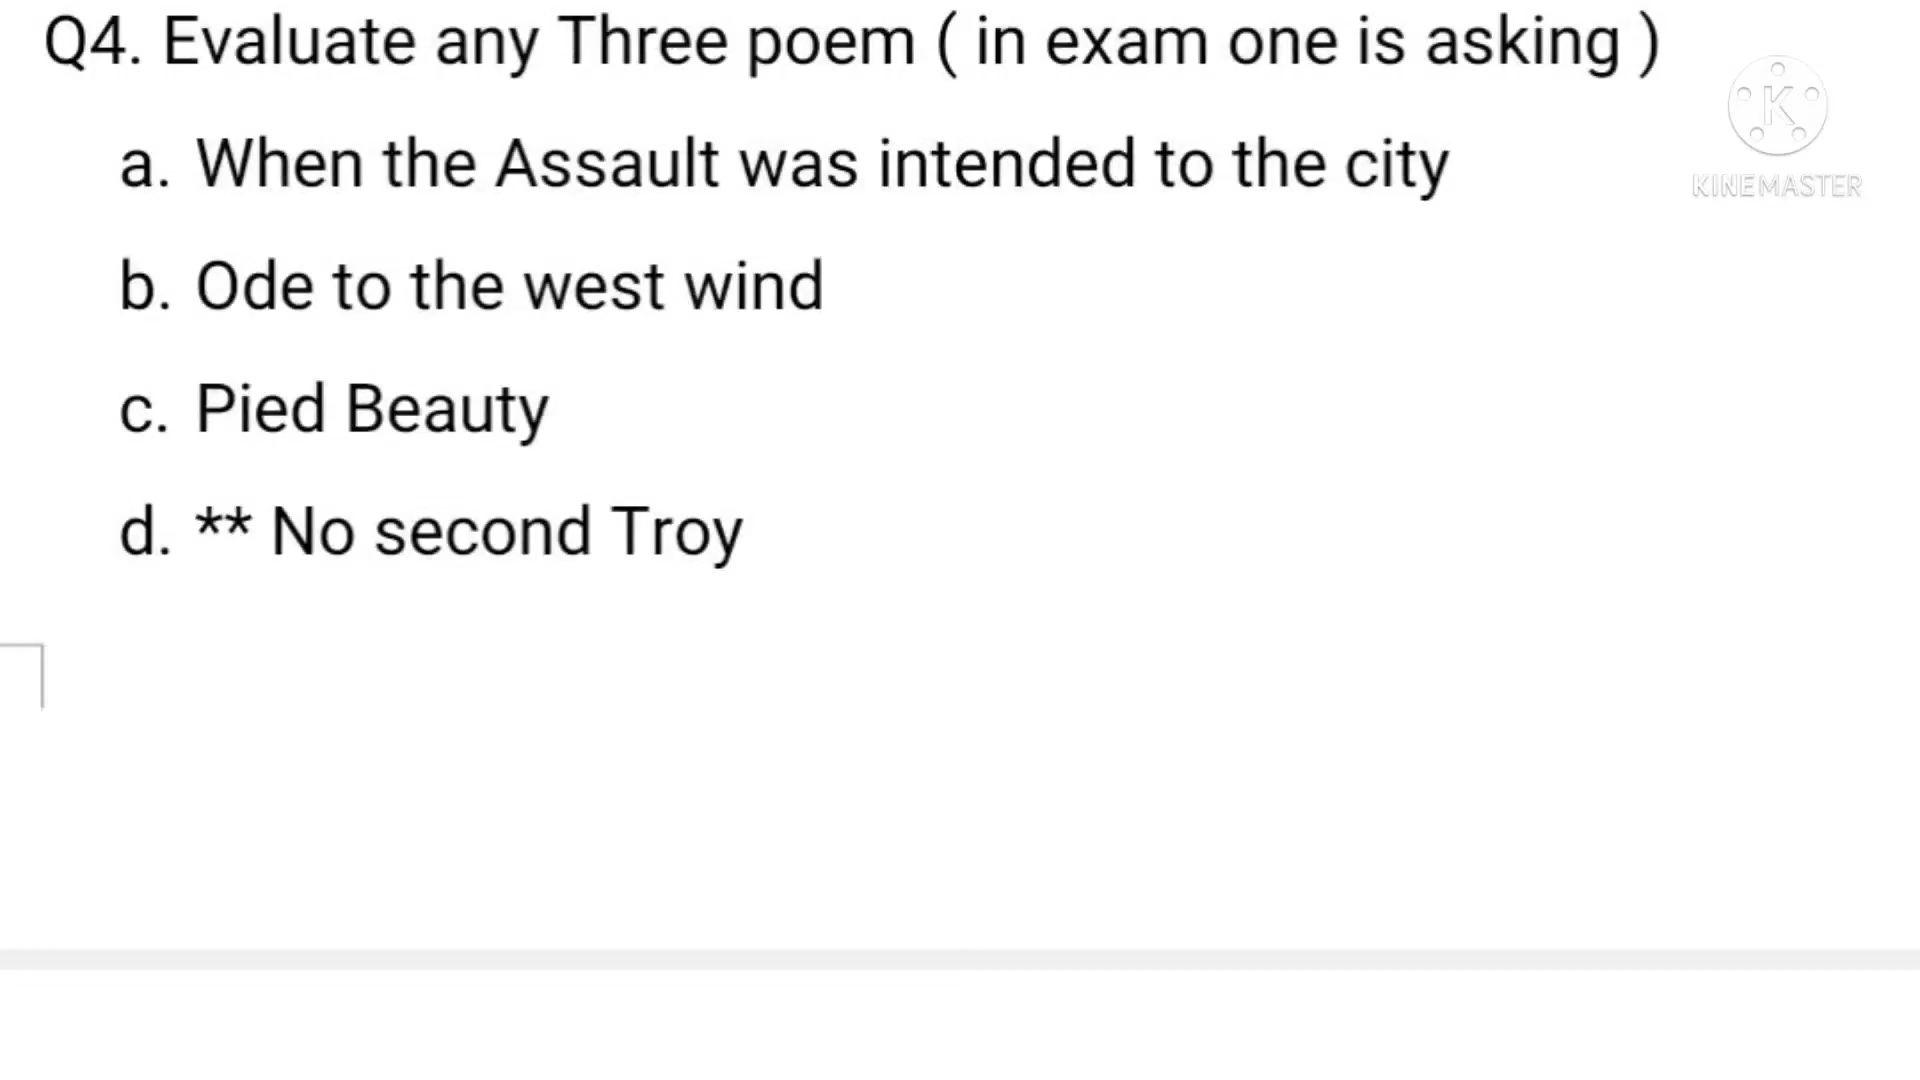 Q4. Evaluate any Three poem ( in exam one is asking )
a. When the Assault was intended to the city
b. Ode to the west wind
c. Pied Beauty
d. ** No second Troy
K
KINEMASTER